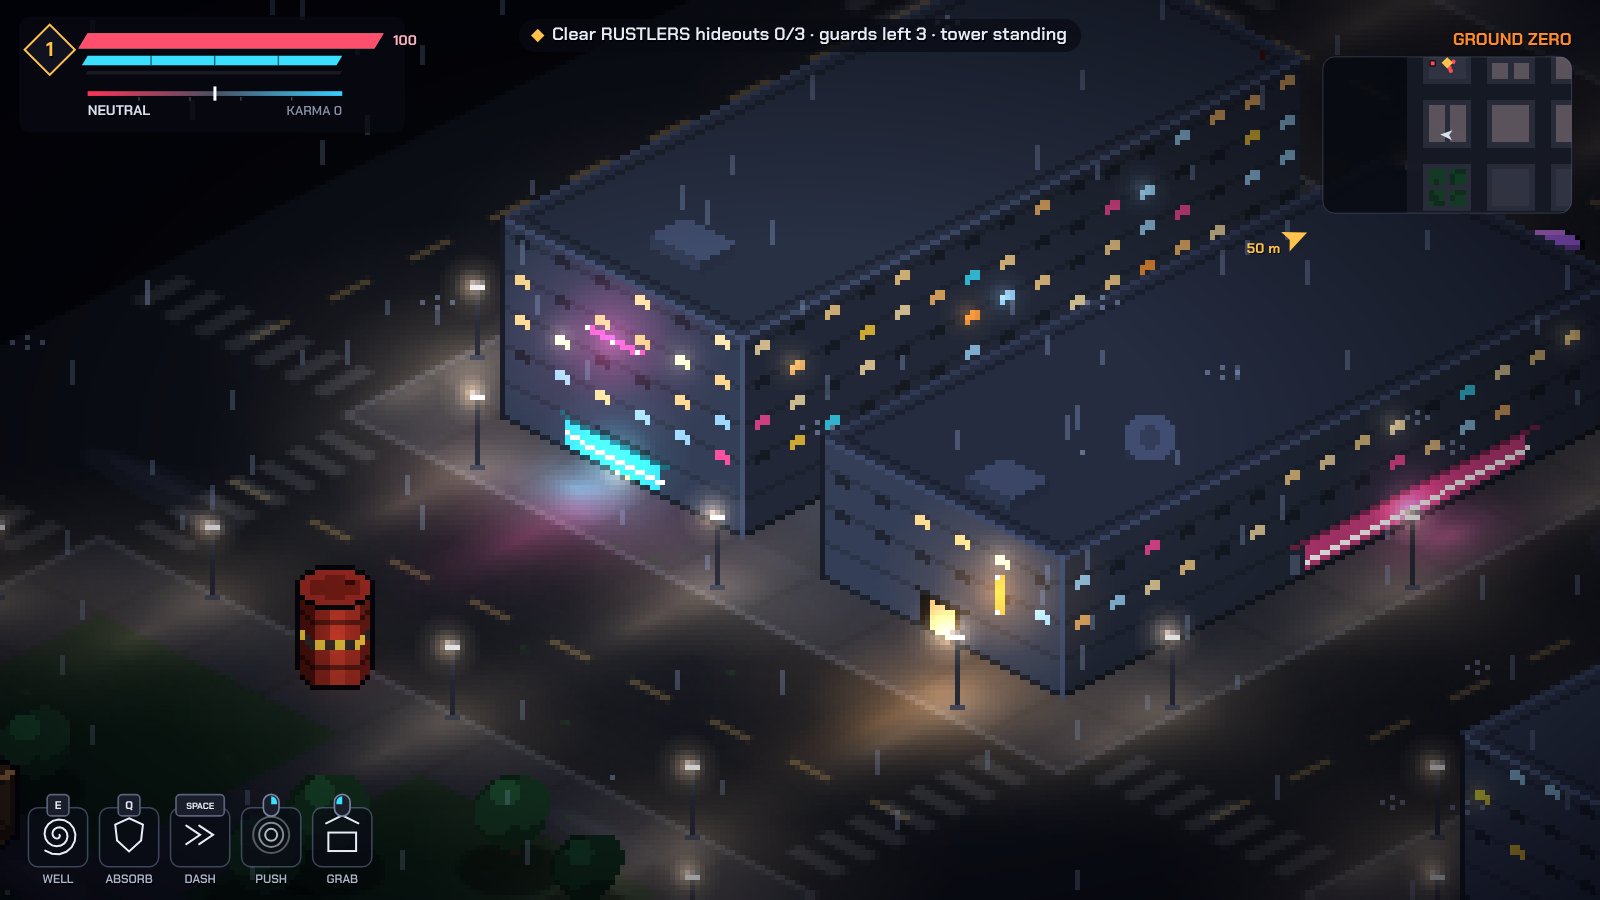 1
100
NEUTRAL
KARMA 0
Clear RUSTLERS hideouts 0/3 · guards left 3 · tower standing
GROUND ZERO
50 m
E
Q
SPACE
WELL
ABSORB
DASH
PUSH
GRAB